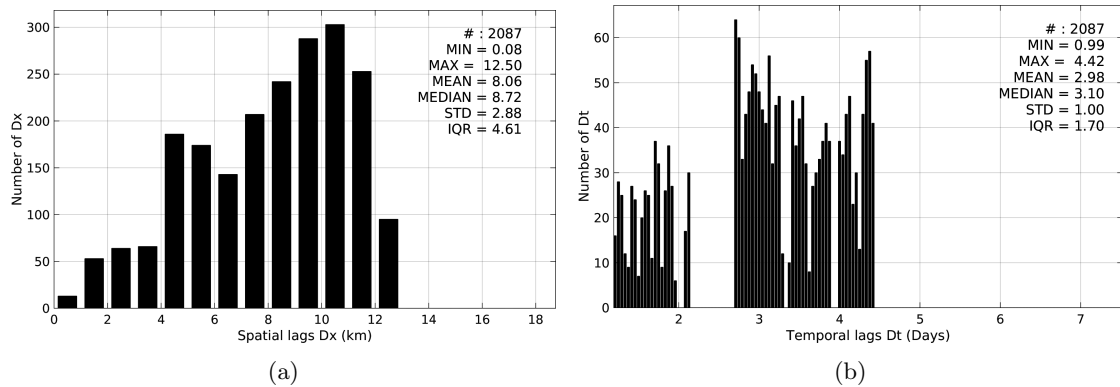 # : 2087
MIN = 0.08
MAX = 12.50
MEAN = 8.06
MEDIAN = 8.72
STD = 2.88
IQR = 4.61
Number of Dx
300
250
200
150
100
50
0
0 2 4 6 8 10 12 14 16 18
Spatial lags Dx (km)
(a)
# : 2087
MIN = 0.99
MAX = 4.42
MEAN = 2.98
MEDIAN = 3.10
STD = 1.00
IQR = 1.70
Number of Dt
60
50
40
30
20
10
0
2 3 4 5 6 7
Temporal lags Dt (Days)
(b)